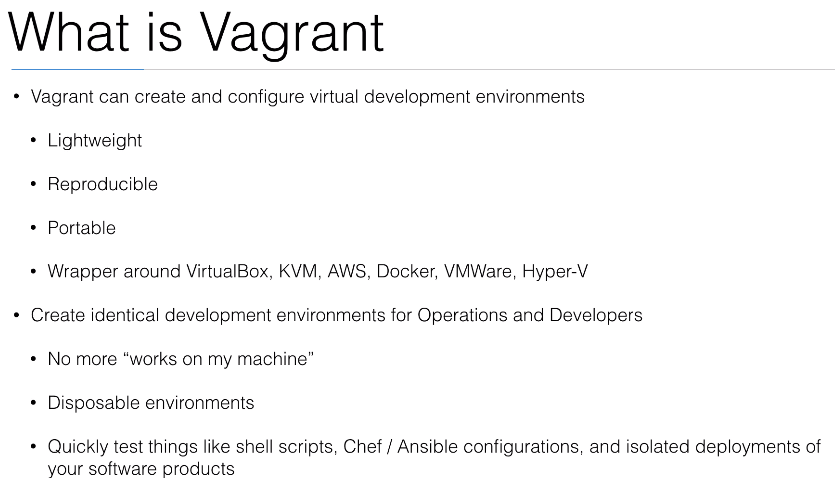 What is Vagrant
• Vagrant can create and configure virtual development environments
• Lightweight
• Reproducible
• Portable
• Wrapper around VirtualBox, KVM, AWS, Docker, VMWare, Hyper-V
• Create identical development environments for Operations and Developers
• No more “works on my machine”
• Disposable environments
• Quickly test things like shell scripts, Chef / Ansible configurations, and isolated deployments of
your software products